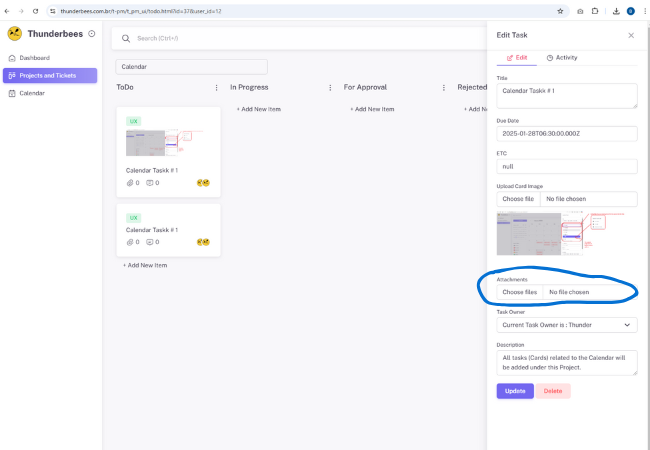 thunderbees.com.br/t-pm/t_pm_ui/todo.html?id=37&user_id=12
Thunderbees
Dashboard
Projects and Tickets
Calendar
Search (Ctrl+/)
Calendar
ToDo
In Progress
For Approval
Rejected
+ Add New Item
+ Add New Item
+ Add N
UX
Calendar Taskk # 1
0 0
UX
Calendar Taskk # 1
0 0
+ Add New Item
Edit Task
Edit
Activity
Title
Calendar Taskk # 1
Due Date
2025-01-28T06:30:00.000Z
ETC
null
Upload Card Image
Choose file No file chosen
Attachments
Choose files No file chosen
Task Owner
Current Task Owner is : Thunder
Description
All tasks (Cards) related to the Calendar will
be added under this Project.
Update
Delete